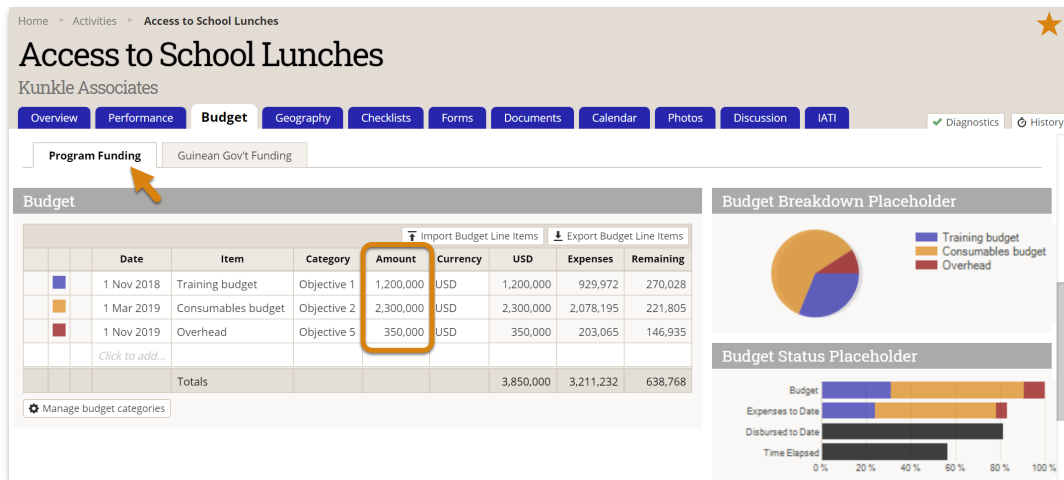 Home ▸ Activities ▸ Access to School Lunches
Access to School Lunches
Kunkle Associates
Overview Performance Budget Geography Checklists Forms Documents Calendar Photos Discussion IATI
Diagnostics History
Program Funding Guinean Gov't Funding
Budget
Import Budget Line Items Export Budget Line Items
Date Item Category Amount Currency USD Expenses Remaining
1 Nov 2018 Training budget Objective 1 1,200,000 USD 1,200,000 929,972 270,028
1 Mar 2019 Consumables budget Objective 2 2,300,000 USD 2,300,000 2,078,195 221,805
1 Nov 2019 Overhead Objective 5 350,000 USD 350,000 203,065 146,935
Click to add...
Totals 3,850,000 3,211,232 638,768
Manage budget categories
Budget Breakdown Placeholder
Training budget
Consumables budget
Overhead
Budget Status Placeholder
Budget
Expenses to Date
Disbursed to Date
Time Elapsed
0 % 20 % 40 % 60 % 80 % 100 %